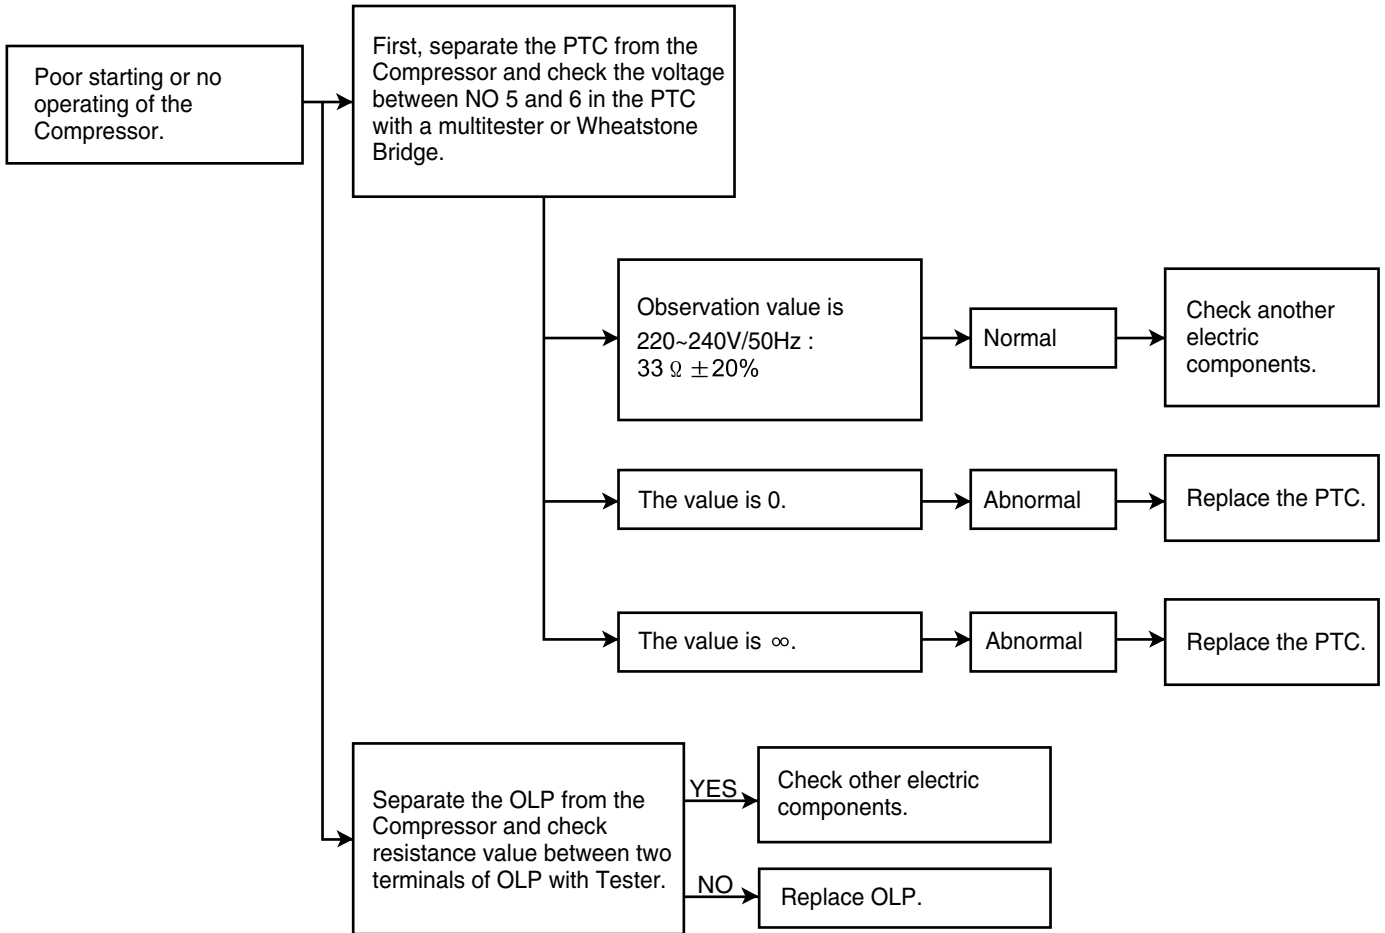 Poor starting or no
operating of the
Compressor.
First, separate the PTC from the
Compressor and check the voltage
between NO 5 and 6 in the PTC
with a multitester or Wheatstone
Bridge.
Observation value is
220~240V/50Hz :
33 Ω ±20%
Normal
Check another
electric
components.
The value is 0.
Abnormal
Replace the PTC.
The value is ∞.
Abnormal
Replace the PTC.
Separate the OLP from the
Compressor and check
resistance value between two
terminals of OLP with Tester.
YES
Check other electric
components.
NO
Replace OLP.